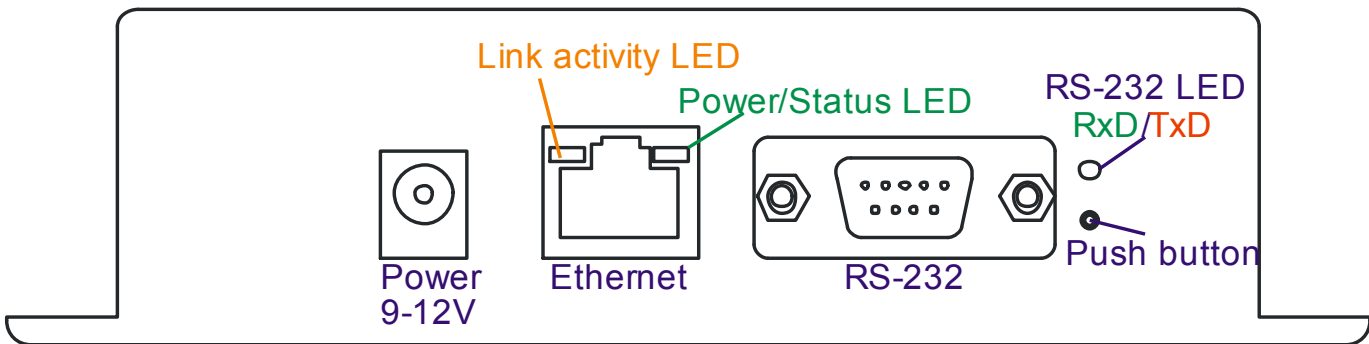 Link activity LED
Power/Status LED
RS-232 LED
RxD/TxD
Power
9-12V
Ethernet
RS-232
Push button